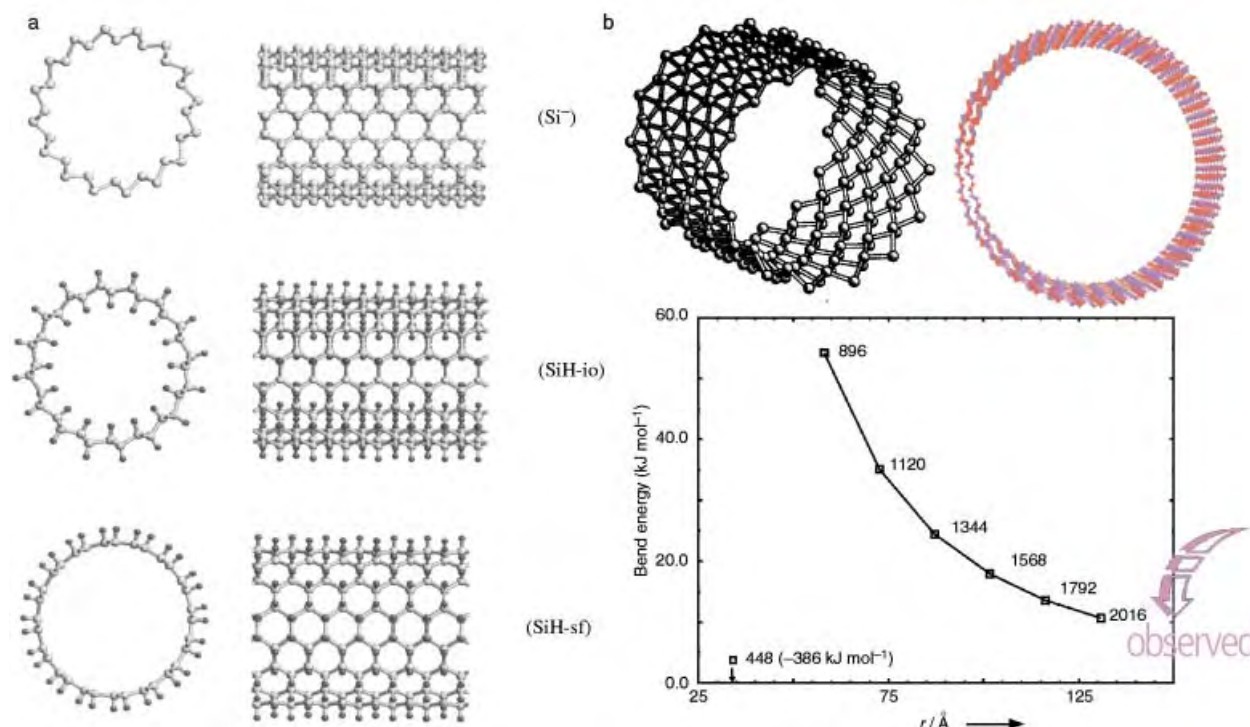 a
b
(Si⁻)
(SiH-io)
(SiH-sf)
60.0
40.0
20.0
0.0
Bend energy (kJ mol⁻¹)
896
1120
1344
1568
1792
2016
448 (–386 kJ mol⁻¹)
25
75
125
r / Å
observed